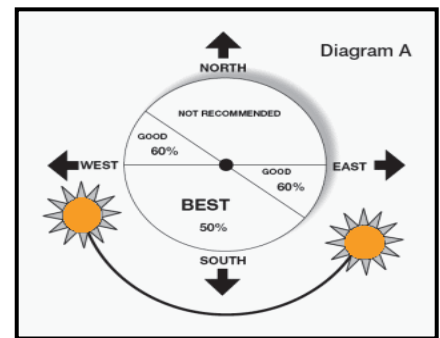 Diagram A
NORTH
NOT RECOMMENDED
GOOD
60%
WEST
EAST
GOOD
60%
BEST
50%
SOUTH